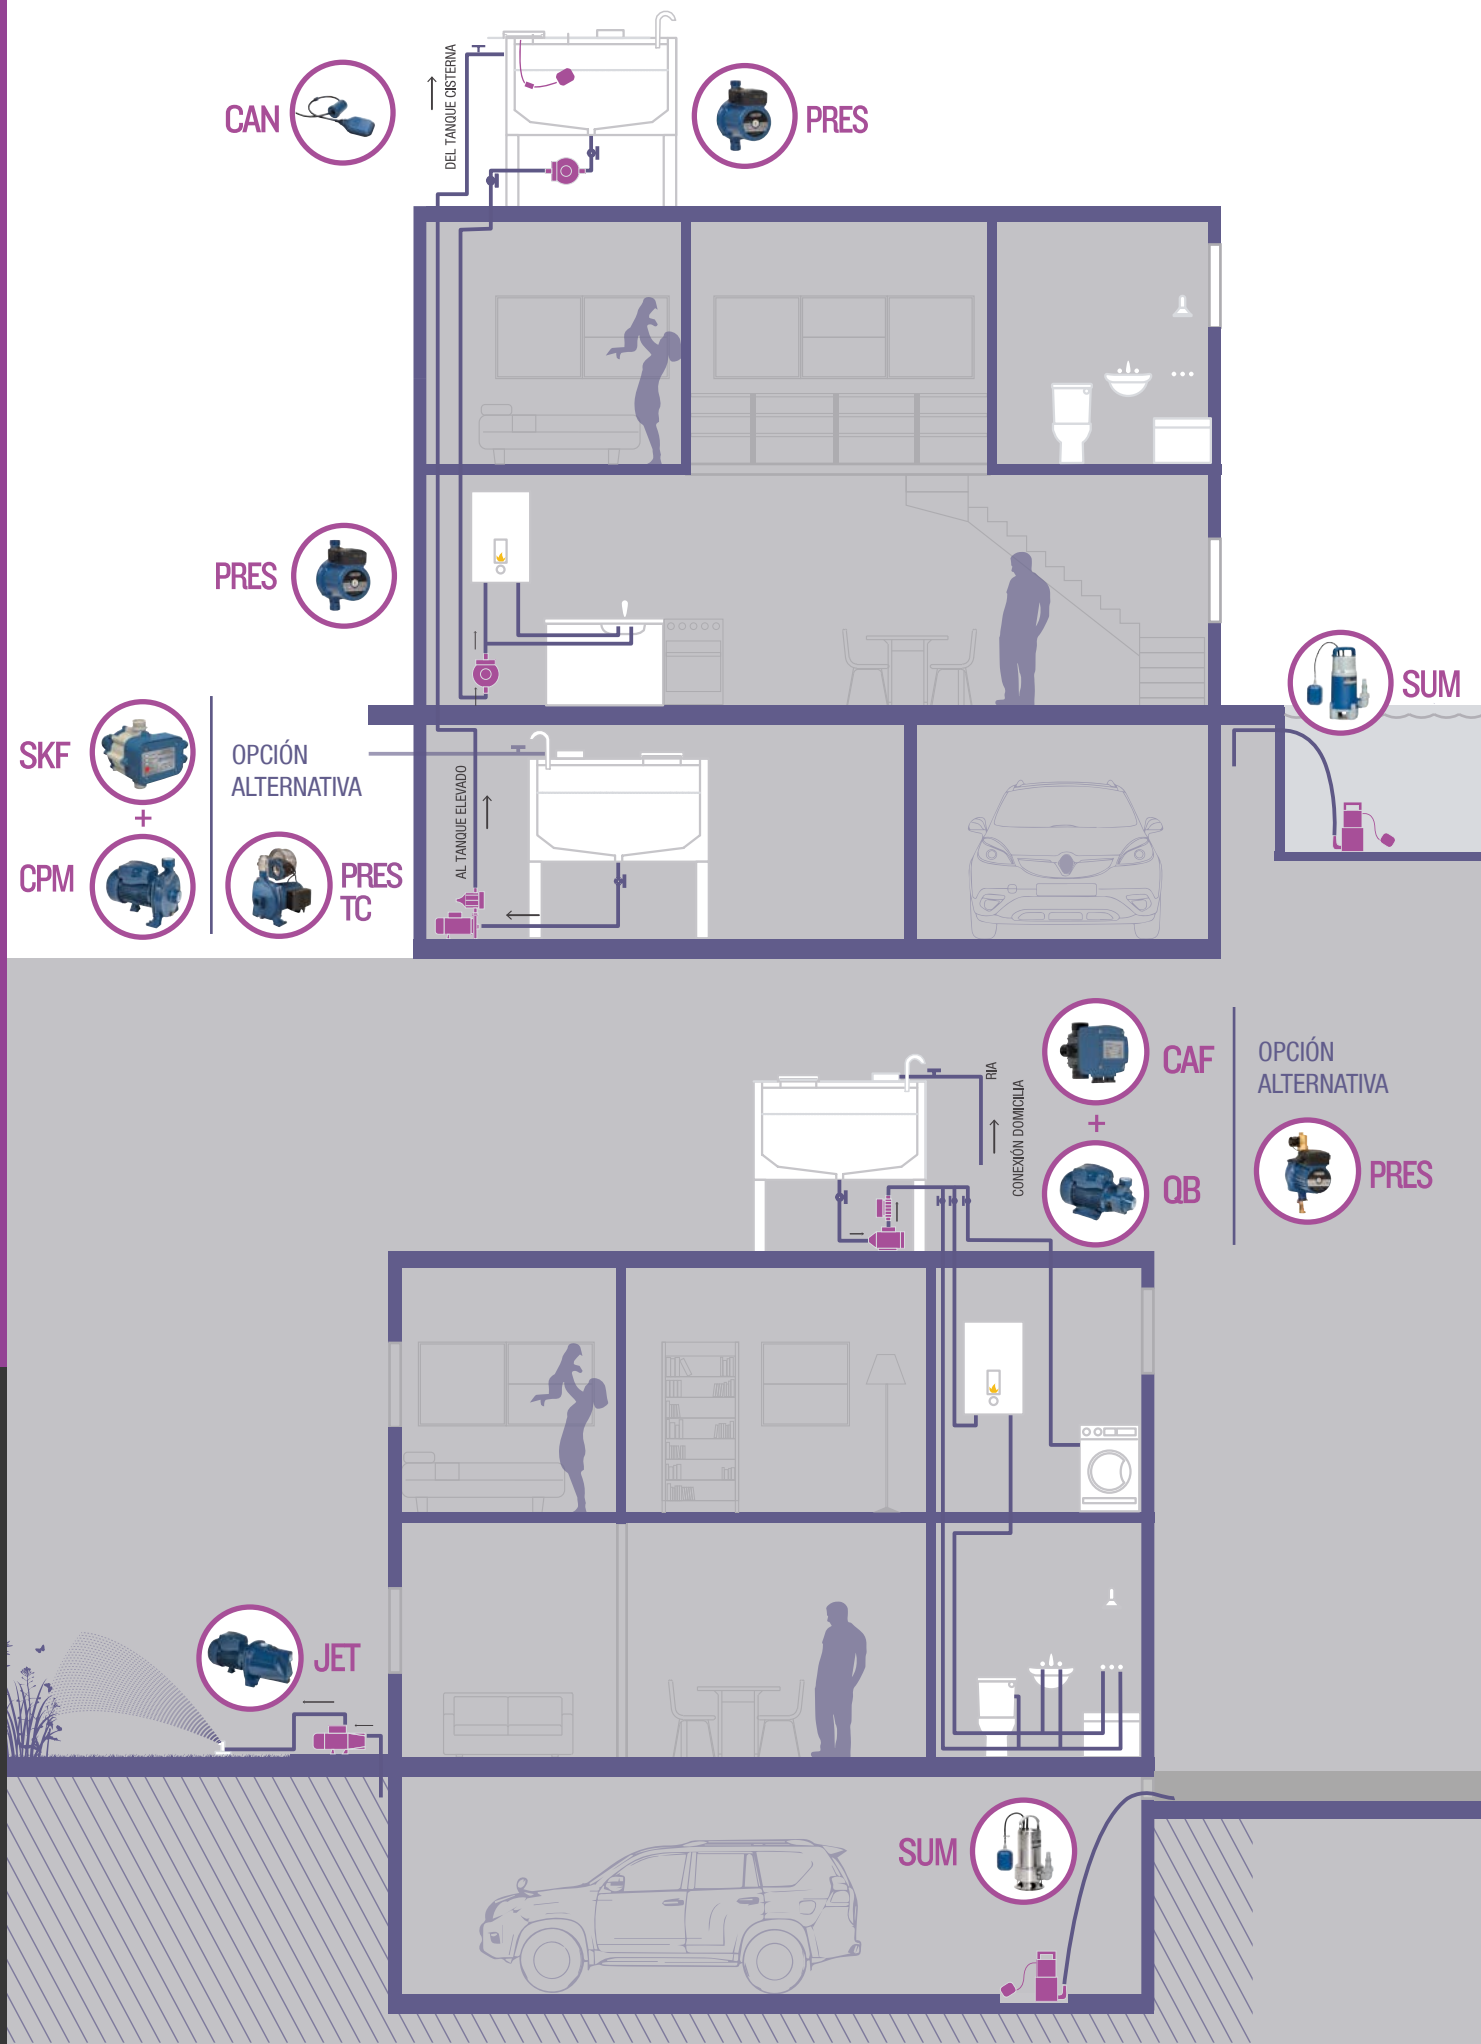 CAN
DEL TANQUE CISTERNA
PRES
PRES
SUM
SKF
+
CPM
OPCIÓN
ALTERNATIVA
PRES
TC
AL TANQUE ELEVADO
CAF
+
QB
OPCIÓN
ALTERNATIVA
PRES
CONEXIÓN DOMICILIA
RIA
JET
SUM